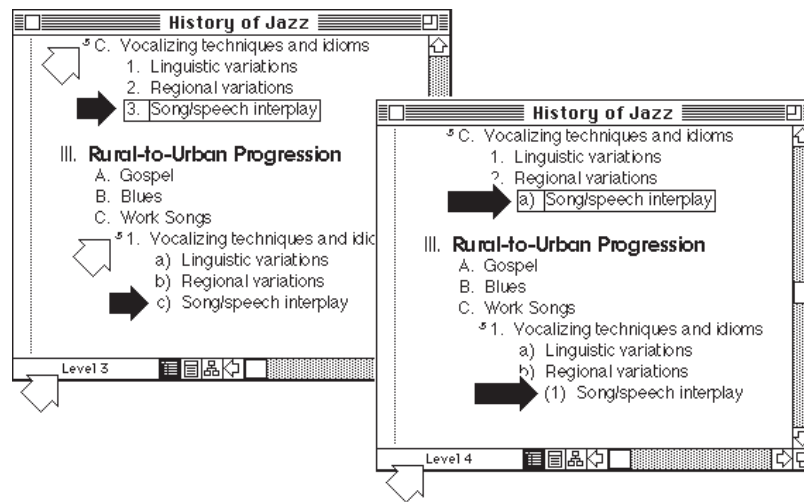 History of Jazz
C. Vocalizing techniques and idioms
1. Linguistic variations
2. Regional variations
3. Song/speech interplay
III. Rural-to-Urban Progression
A. Gospel
B. Blues
C. Work Songs
1. Vocalizing techniques and idio
a) Linguistic variations
b) Regional variations
c) Song/speech interplay
Level 3
History of Jazz
C. Vocalizing techniques and idioms
1. Linguistic variations
2. Regional variations
a) Song/speech interplay
III. Rural-to-Urban Progression
A. Gospel
B. Blues
C. Work Songs
1. Vocalizing techniques and idioms
a) Linguistic variations
b) Regional variations
(1) Song/speech interplay
Level 4